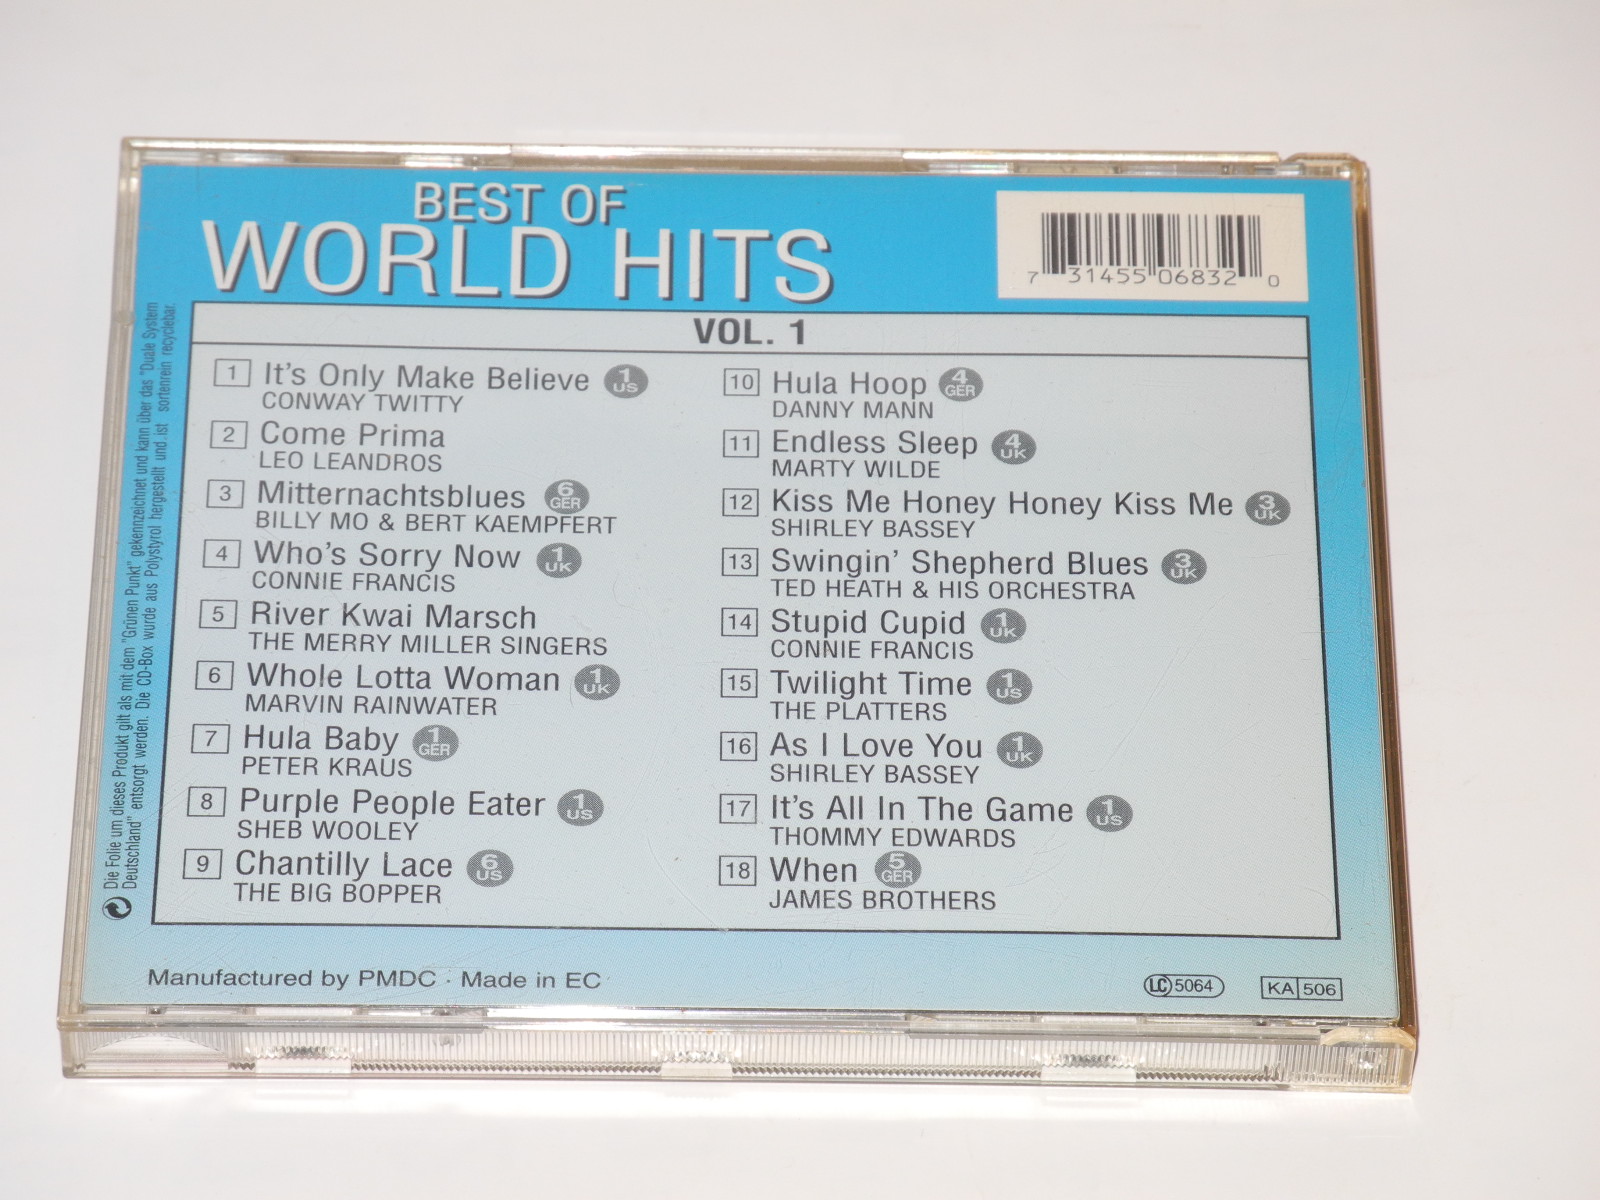 BEST OF
WORLD HITS
7 31455 06832 0
VOL. 1
1 It's Only Make Believe 1 US
CONWAY TWITTY
2 Come Prima
LEO LEANDROS
3 Mitternachtsblues 6 GER
BILLY MO & BERT KAEMPFERT
4 Who's Sorry Now 1 UK
CONNIE FRANCIS
5 River Kwai Marsch
THE MERRY MILLER SINGERS
6 Whole Lotta Woman 1 UK
MARVIN RAINWATER
7 Hula Baby 1 GER
PETER KRAUS
8 Purple People Eater 1 US
SHEB WOOLEY
9 Chantilly Lace 6 US
THE BIG BOPPER
10 Hula Hoop 4 GER
DANNY MANN
11 Endless Sleep 4 UK
MARTY WILDE
12 Kiss Me Honey Honey Kiss Me 3 UK
SHIRLEY BASSEY
13 Swingin' Shepherd Blues 3 UK
TED HEATH & HIS ORCHESTRA
14 Stupid Cupid 1 UK
CONNIE FRANCIS
15 Twilight Time 1 US
THE PLATTERS
16 As I Love You 1 UK
SHIRLEY BASSEY
17 It's All In The Game 1 US
THOMMY EDWARDS
18 When 5 GER
JAMES BROTHERS
Die Folie um dieses Produkt gilt als mit dem "Grünen Punkt" gekennzeichnet und kann über das "Duale System
Deutschland" entsorgt werden. Die CD-Box wurde aus Polystyrol hergestellt und ist sortenrein recyclebar.
Manufactured by PMDC · Made in EC
LC 5064
KA 506